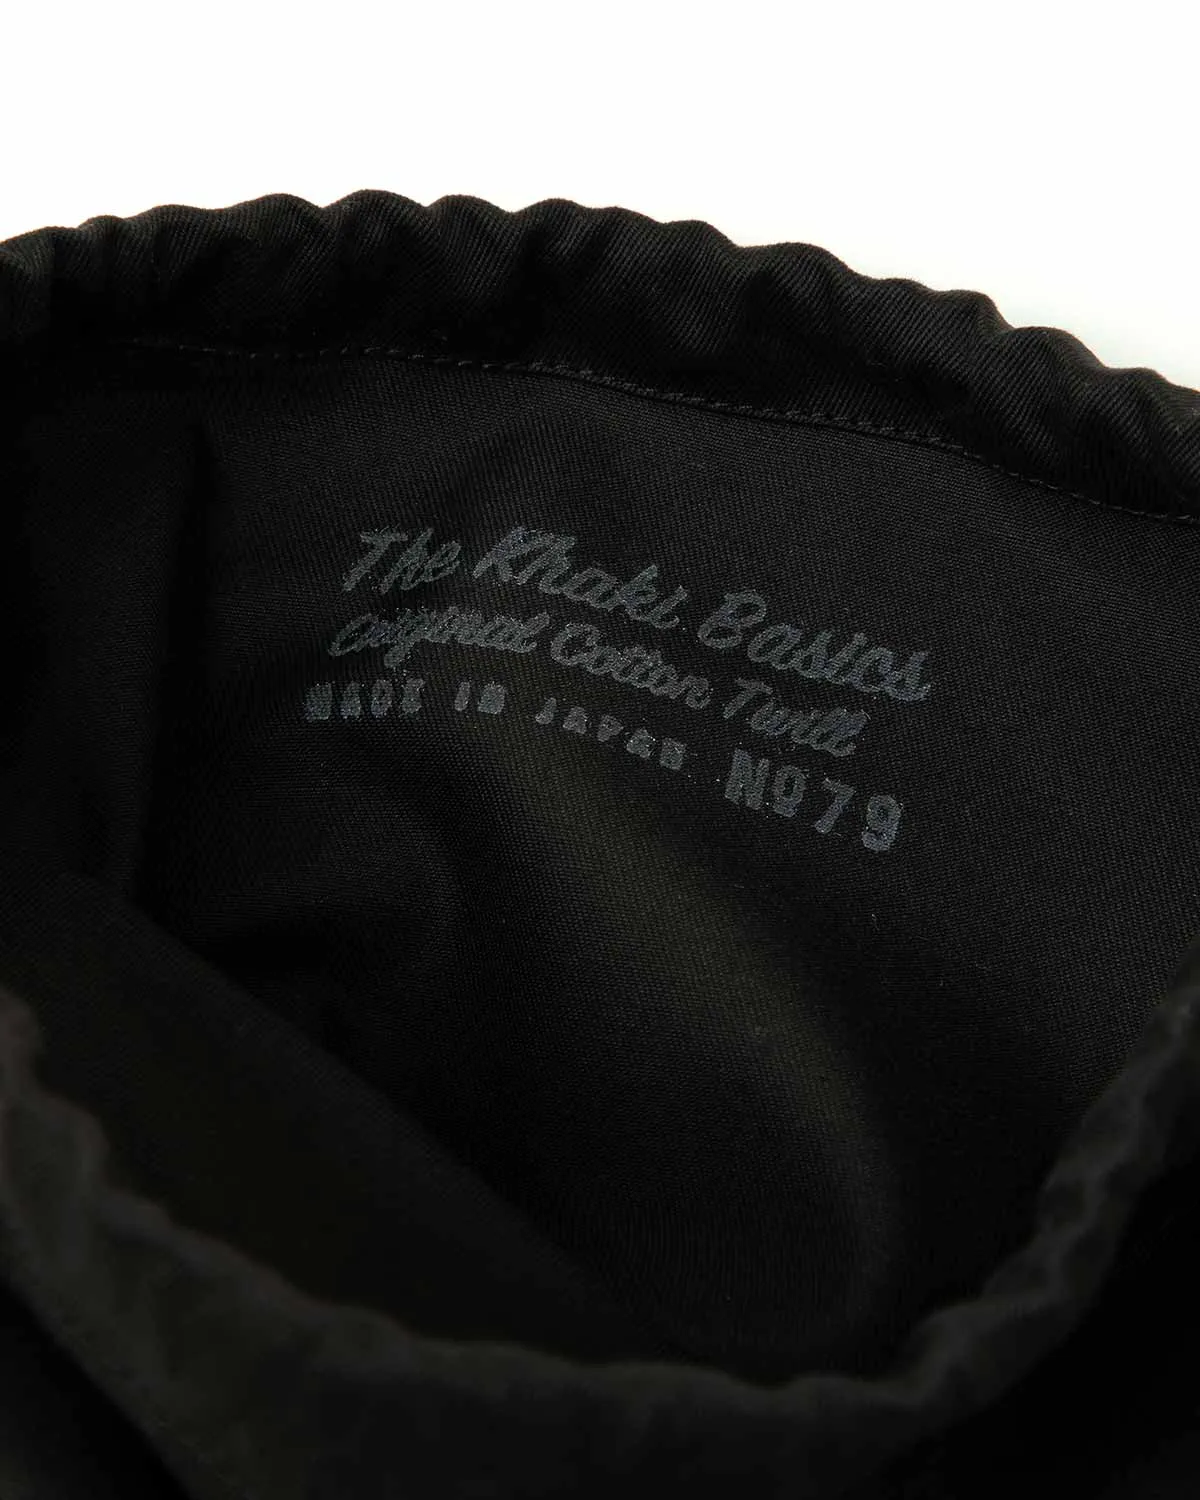 The Khaki Basics
Original Cotton Twill
MADE IN JAPAN No79